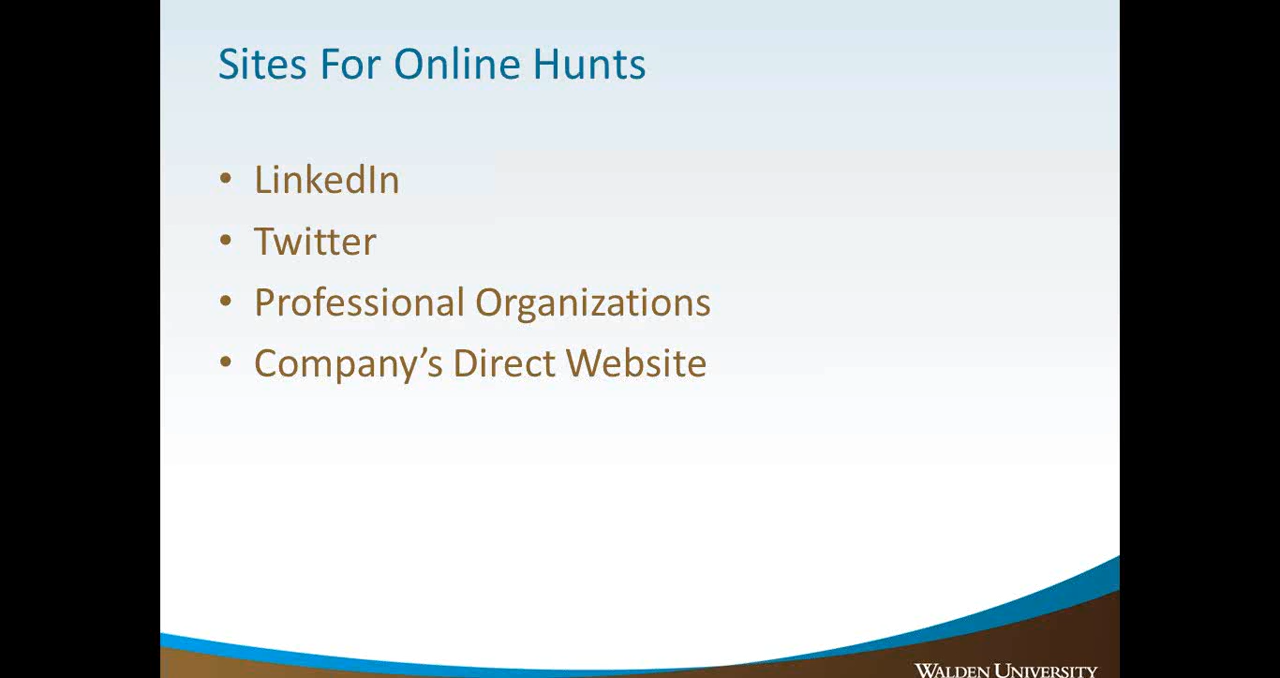 Sites For Online Hunts
• LinkedIn
• Twitter
• Professional Organizations
• Company’s Direct Website
WALDEN UNIVERSITY